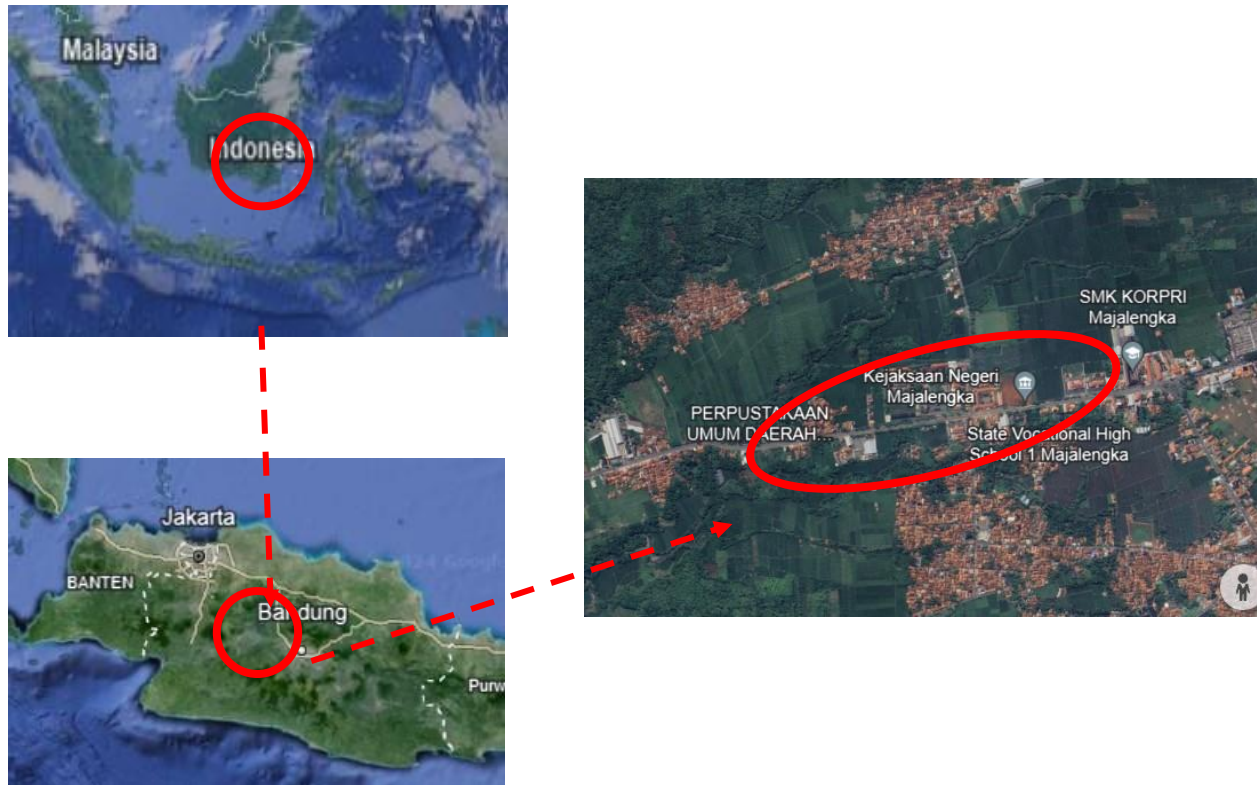 Malaysia
Indonesia
Jakarta
BANTEN
Bandung
Purw
SMK KORPRI
Majalengka
Kejaksaan Negeri
Majalengka
PERPUSTAKAAN
UMUM DAERAH...
State Vocational High
School 1 Majalengka